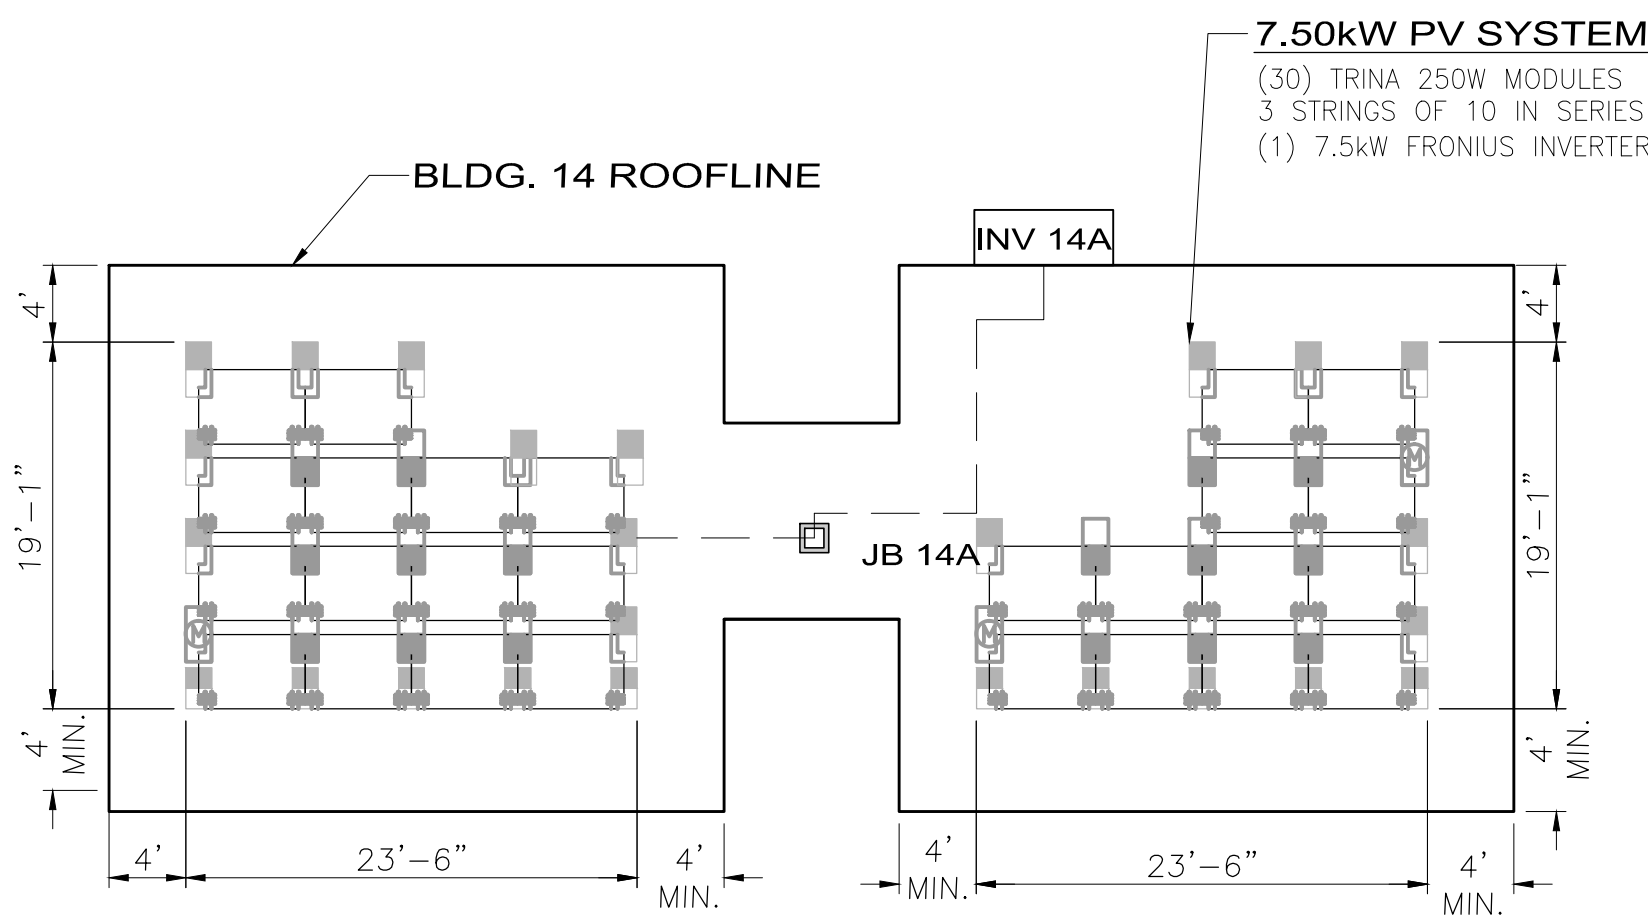 7.50kW PV SYSTEM
(30) TRINA 250W MODULES
3 STRINGS OF 10 IN SERIES
(1) 7.5kW FRONIUS INVERTER
BLDG. 14 ROOFLINE
INV 14A
4'
4'
M
19'-1"
19'-1"
JB 14A
M
M
4'
MIN.
4'
MIN.
4'
23'-6"
4'
MIN.
4'
MIN.
23'-6"
4'
MIN.